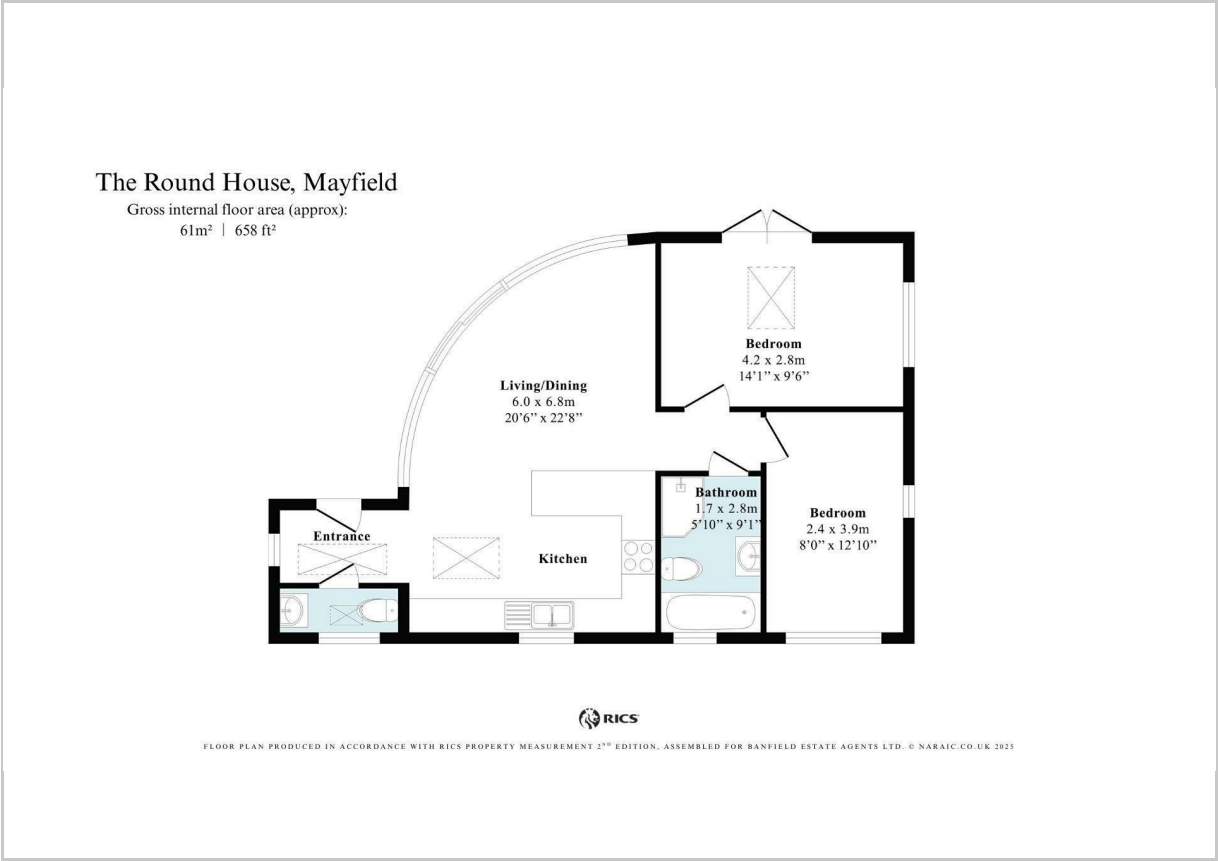 The Round House, Mayfield
Gross internal floor area (approx):
61m² | 658 ft²
Bedroom
4.2 x 2.8m
14’1’’ x 9’6’’
Living/Dining
6.0 x 6.8m
20’6’’ x 22’8’’
Bathroom
1.7 x 2.8m
5’10’’ x 9’1’’
Bedroom
2.4 x 3.9m
8’0’’ x 12’10’’
Entrance
Kitchen
RICS
FLOOR PLAN PRODUCED IN ACCORDANCE WITH RICS PROPERTY MEASUREMENT 2ND EDITION, ASSEMBLED FOR BANFIELD ESTATE AGENTS LTD. © NARAIC.CO.UK 2025